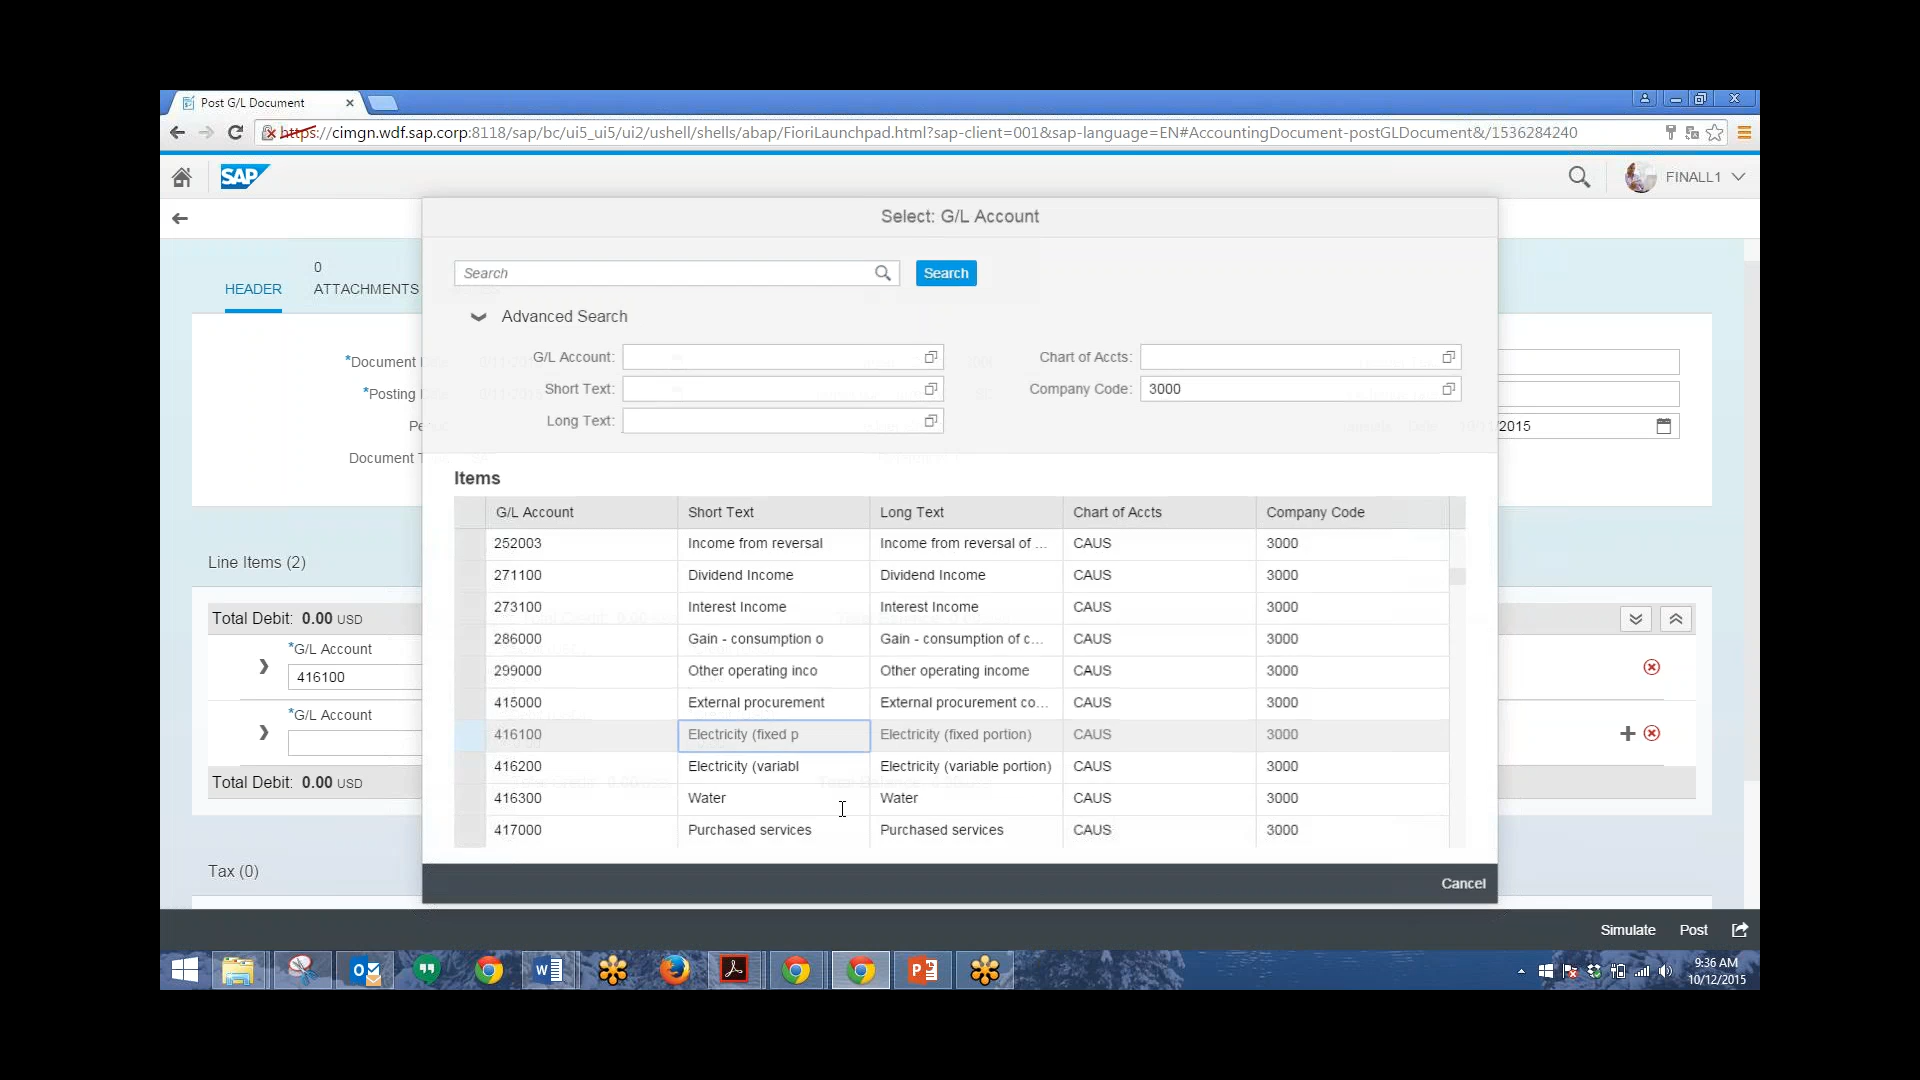 Post G/L Document
https://cimgn.wdf.sap.corp:8118/sap/bc/ui5_ui5/ui2/ushell/shells/abap/FioriLaunchpad.html?sap-client=001&sap-language=EN#AccountingDocument-postGLDocument&/1536284240
SAP
FINALL1
Select: G/L Account
Search
Search
0
HEADER
ATTACHMENTS
Advanced Search
G/L Account:
Chart of Accts:
*Document
Short Text:
Company Code: 3000
*Posting
Long Text:
2015
Document T
Items
G/L Account Short Text Long Text Chart of Accts Company Code
252003 Income from reversal Income from reversal of ... CAUS 3000
271100 Dividend Income Dividend Income CAUS 3000
273100 Interest Income Interest Income CAUS 3000
286000 Gain - consumption o Gain - consumption of c... CAUS 3000
299000 Other operating inco Other operating income CAUS 3000
415000 External procurement External procurement co... CAUS 3000
416100 Electricity (fixed p Electricity (fixed portion) CAUS 3000
416200 Electricity (variabl Electricity (variable portion) CAUS 3000
416300 Water Water CAUS 3000
417000 Purchased services Purchased services CAUS 3000
Line Items (2)
Total Debit: 0.00 USD
*G/L Account
416100
*G/L Account
Total Debit: 0.00 USD
Tax (0)
Cancel
Simulate Post
9:36 AM
10/12/2015